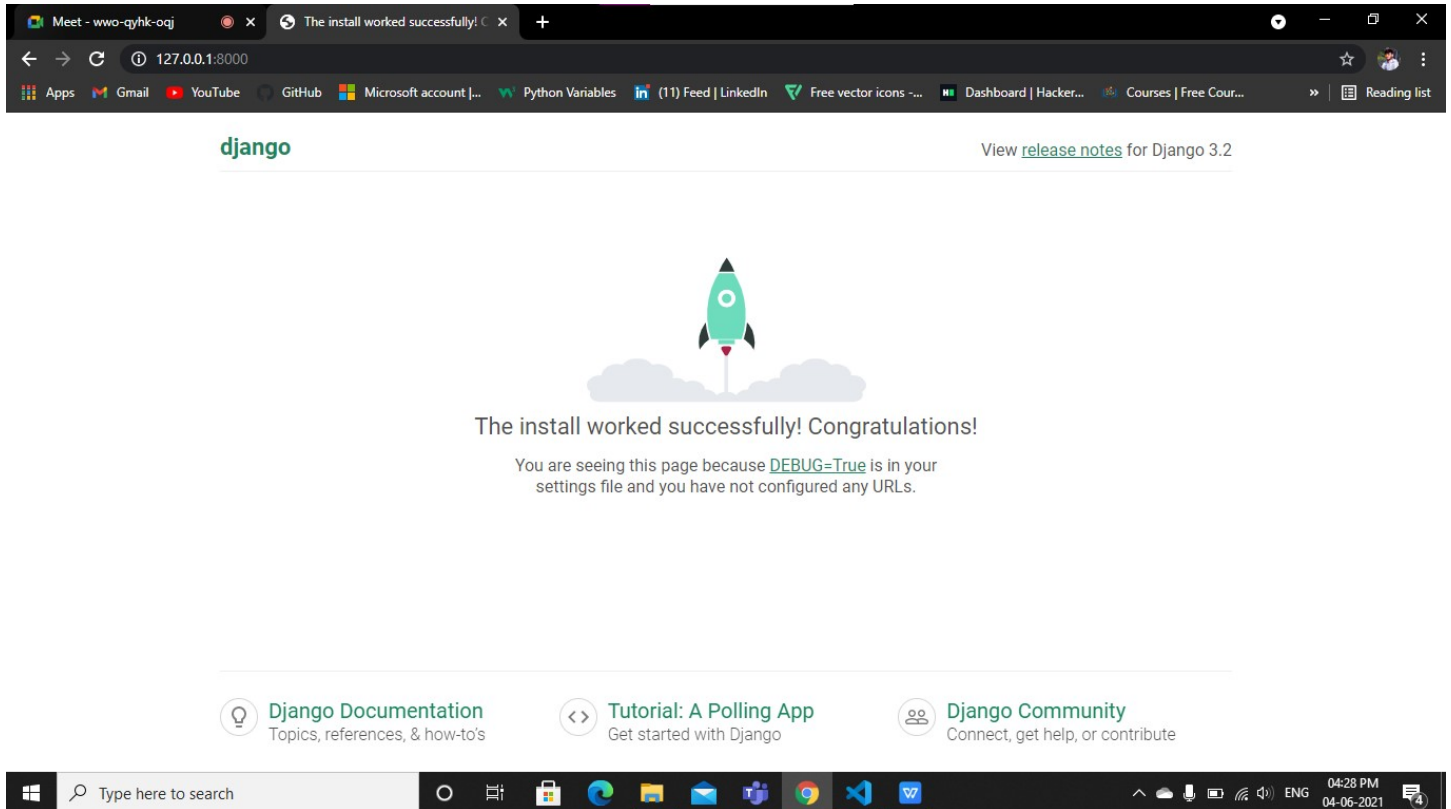 Meet - wwo-qyhk-oqj
The install worked successfully! C
127.0.0.1:8000
Apps Gmail YouTube GitHub Microsoft account |... Python Variables (11) Feed | LinkedIn Free vector icons -... Dashboard | Hacker... Courses | Free Cour... » Reading list
django
View release notes for Django 3.2
The install worked successfully! Congratulations!
You are seeing this page because DEBUG=True is in your
settings file and you have not configured any URLs.
Django Documentation
Topics, references, & how-to's
Tutorial: A Polling App
Get started with Django
Django Community
Connect, get help, or contribute
Type here to search
ENG
04:28 PM
04-06-2021
4